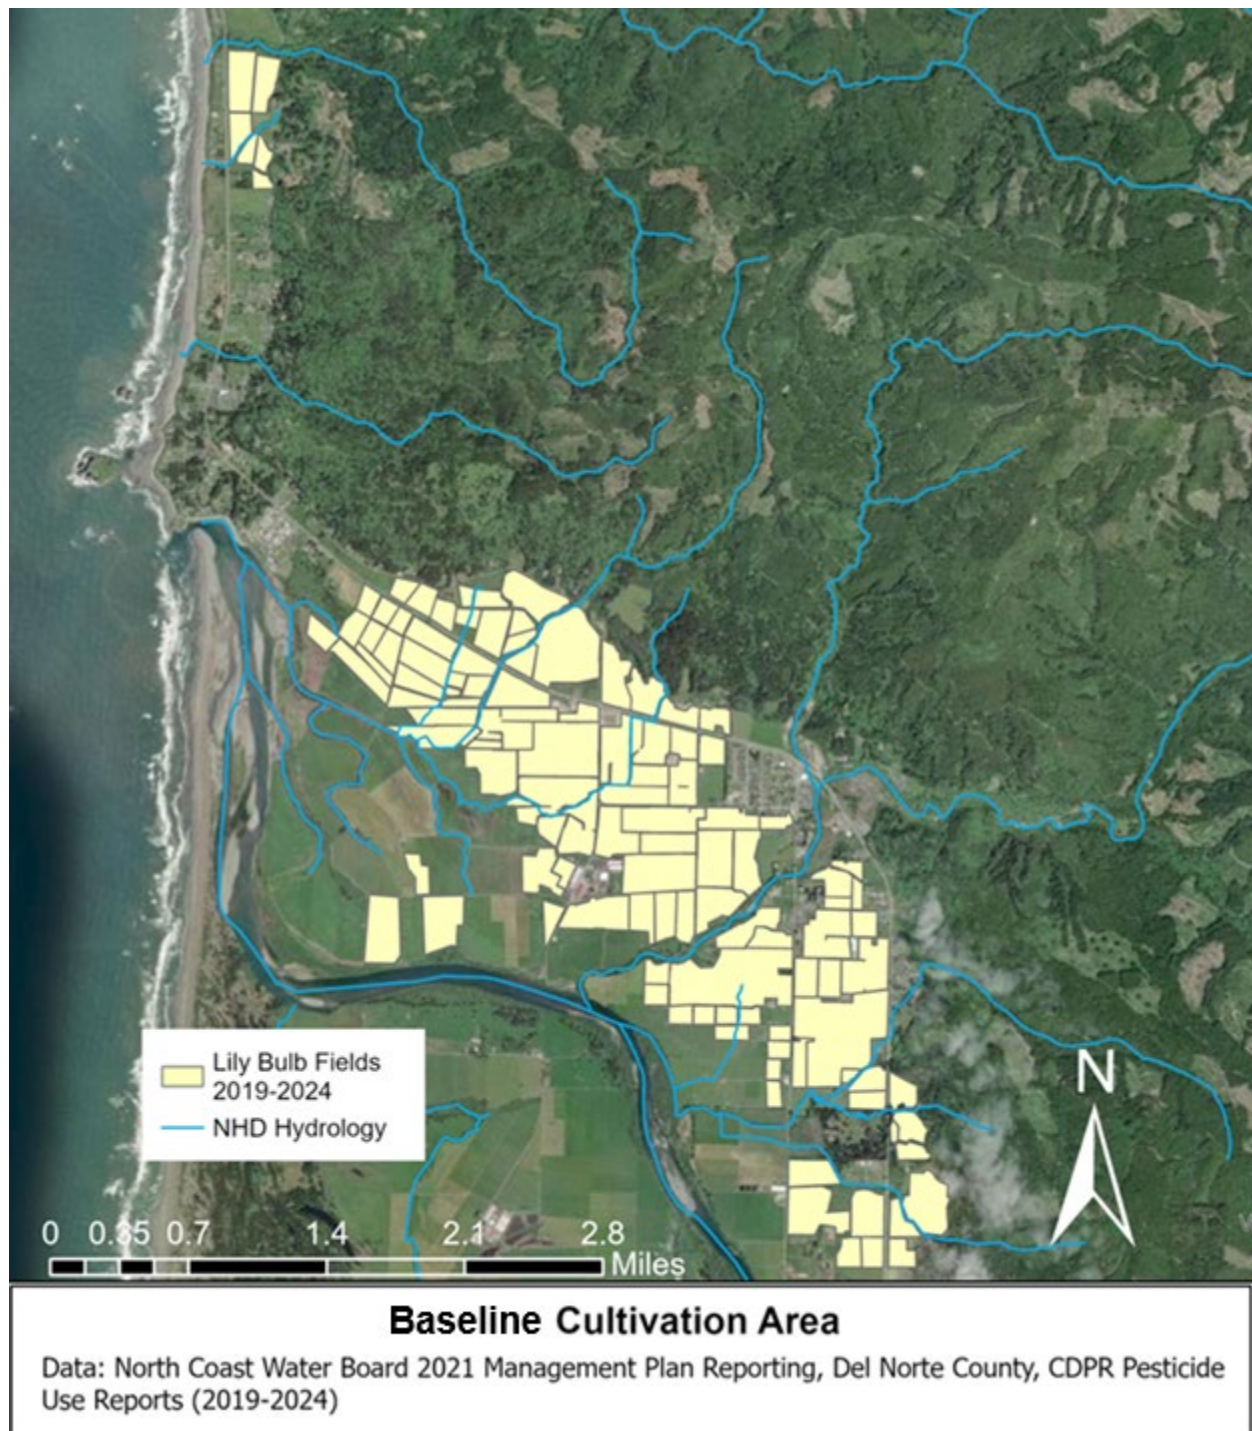 Lily Bulb Fields
2019-2024
NHD Hydrology
N
0 0.35 0.7 1.4 2.1 2.8
Miles
Baseline Cultivation Area
Data: North Coast Water Board 2021 Management Plan Reporting, Del Norte County, CDPR Pesticide
Use Reports (2019-2024)